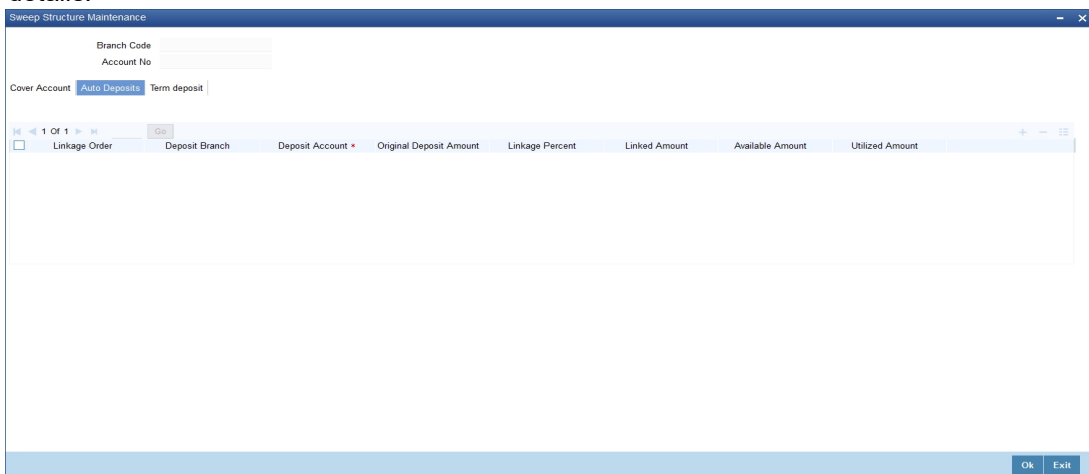 Sweep Structure Maintenance
Branch Code
Account No
Cover Account Auto Deposits Term deposit
1 Of 1 Go
Linkage Order Deposit Branch Deposit Account * Original Deposit Amount Linkage Percent Linked Amount Available Amount Utilized Amount
Ok Exit